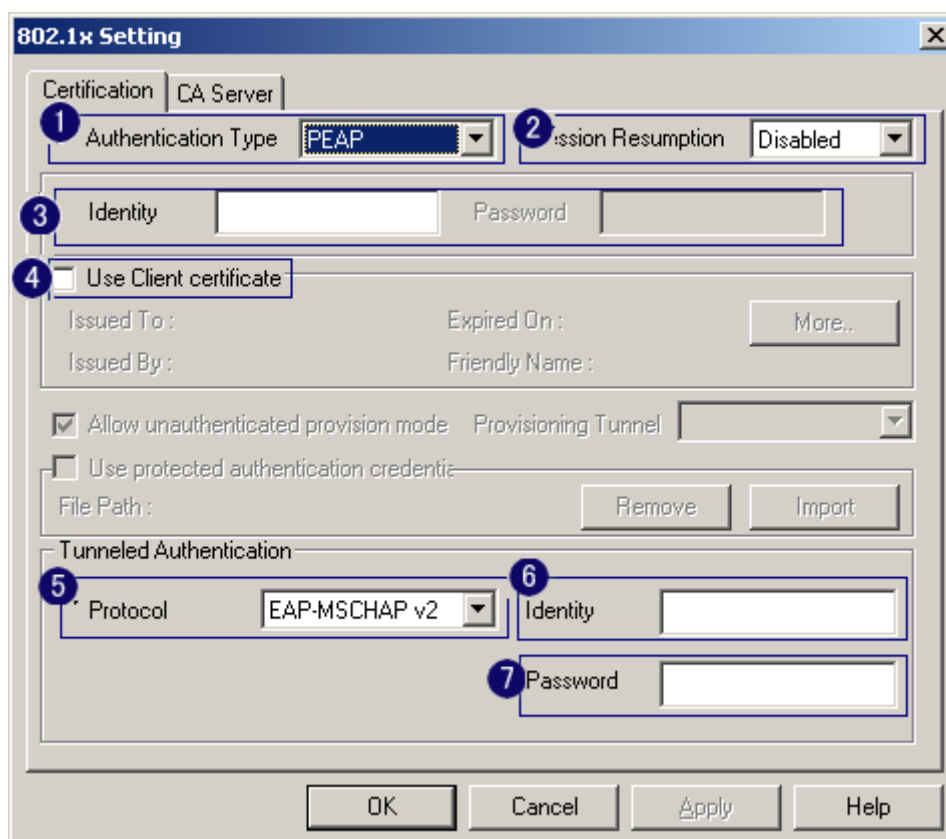 802.1x Setting
Certification CA Server
1 Authentication Type PEAP 2 ssion Resumption Disabled
3 Identity Password
4 Use Client certificate
Issued To : Expired On : More..
Issued By : Friendly Name :
Allow unauthenticated provision mode Provisioning Tunnel
Use protected authentication credentia
File Path : Remove Import
Tunneled Authentication
5 Protocol EAP-MSCHAP v2 6 Identity
7 Password
OK Cancel Apply Help